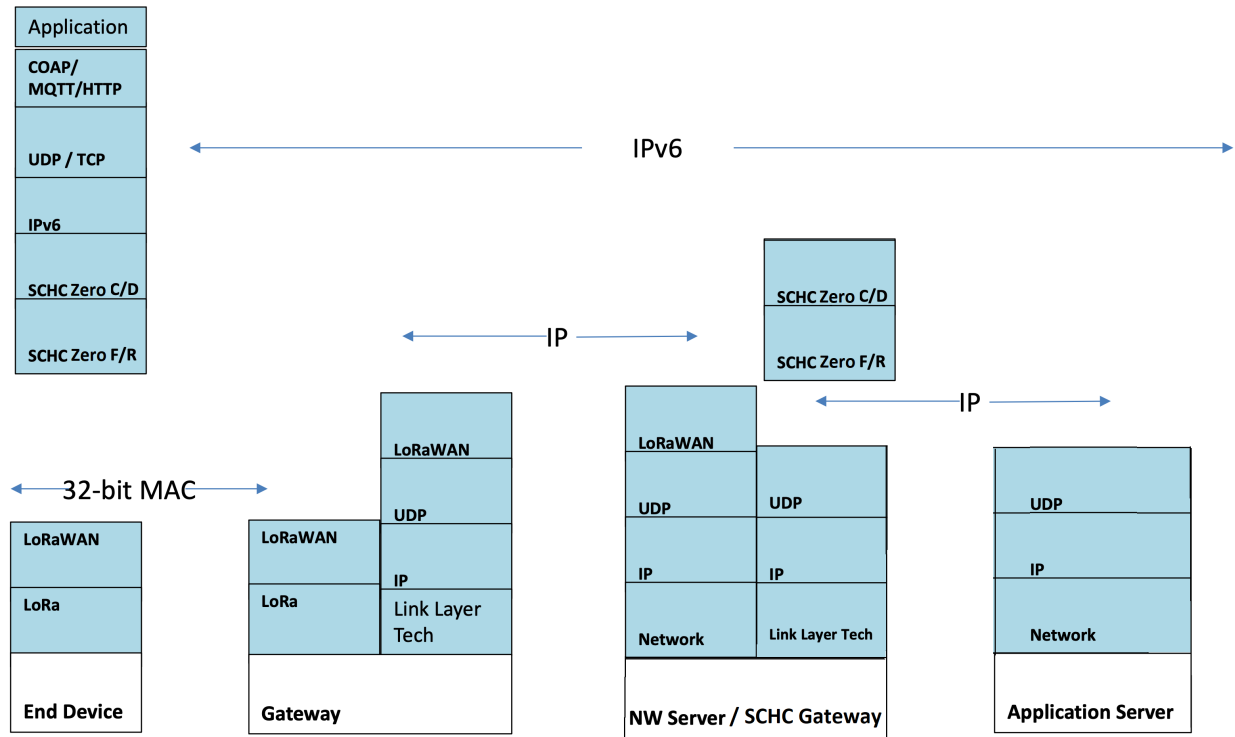 Application
COAP/
MQTT/HTTP
UDP / TCP
IPv6
SCHC Zero C/D
SCHC Zero F/R
IPv6
SCHC Zero C/D
SCHC Zero F/R
IP
IP
32-bit MAC
LoRaWAN
LoRa
End Device
LoRaWAN
LoRa
LoRaWAN
UDP
IP
Link Layer
Tech
Gateway
LoRaWAN
UDP
IP
Network
UDP
IP
Link Layer Tech
NW Server / SCHC Gateway
UDP
IP
Network
Application Server